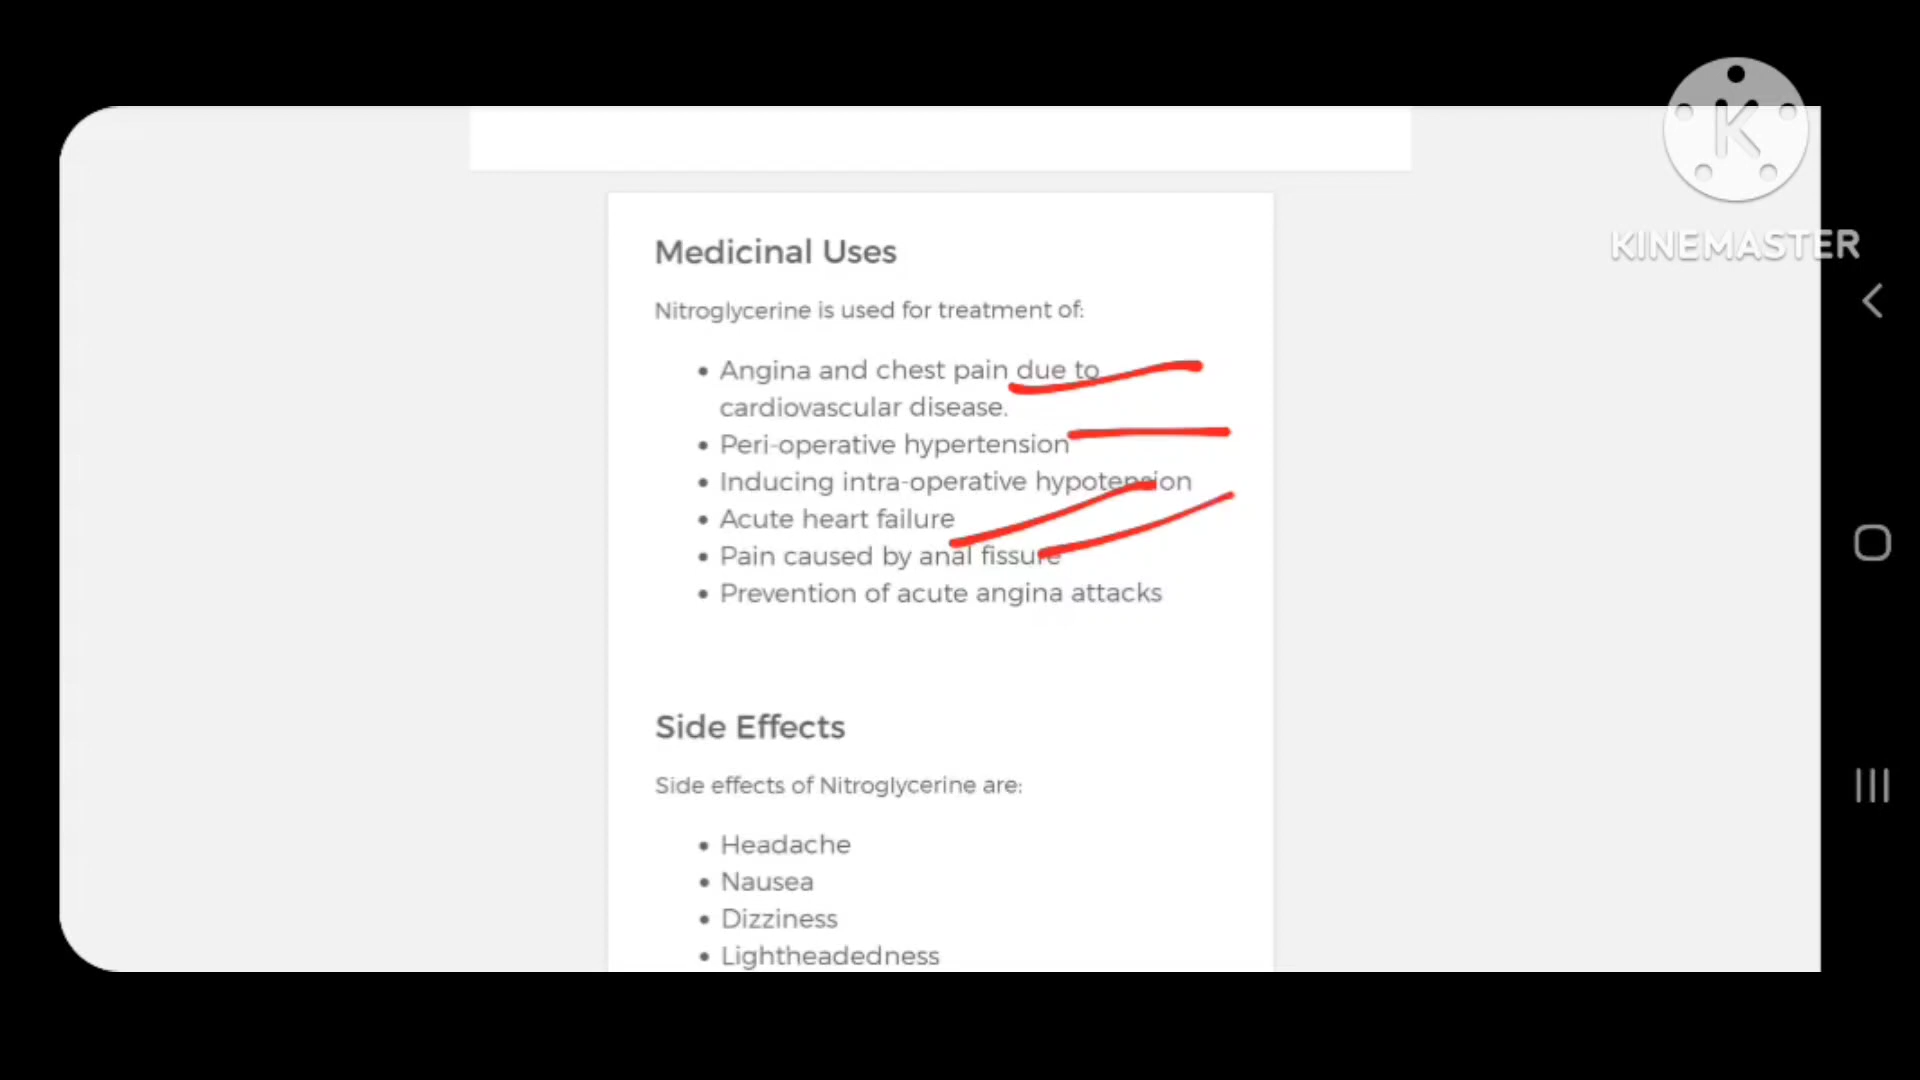 K
KINEMASTER
Medicinal Uses
Nitroglycerine is used for treatment of:
• Angina and chest pain due to
cardiovascular disease.
• Peri-operative hypertension
• Inducing intra-operative hypotension
• Acute heart failure
• Pain caused by anal fissure
• Prevention of acute angina attacks
Side Effects
Side effects of Nitroglycerine are:
• Headache
• Nausea
• Dizziness
• Lightheadedness